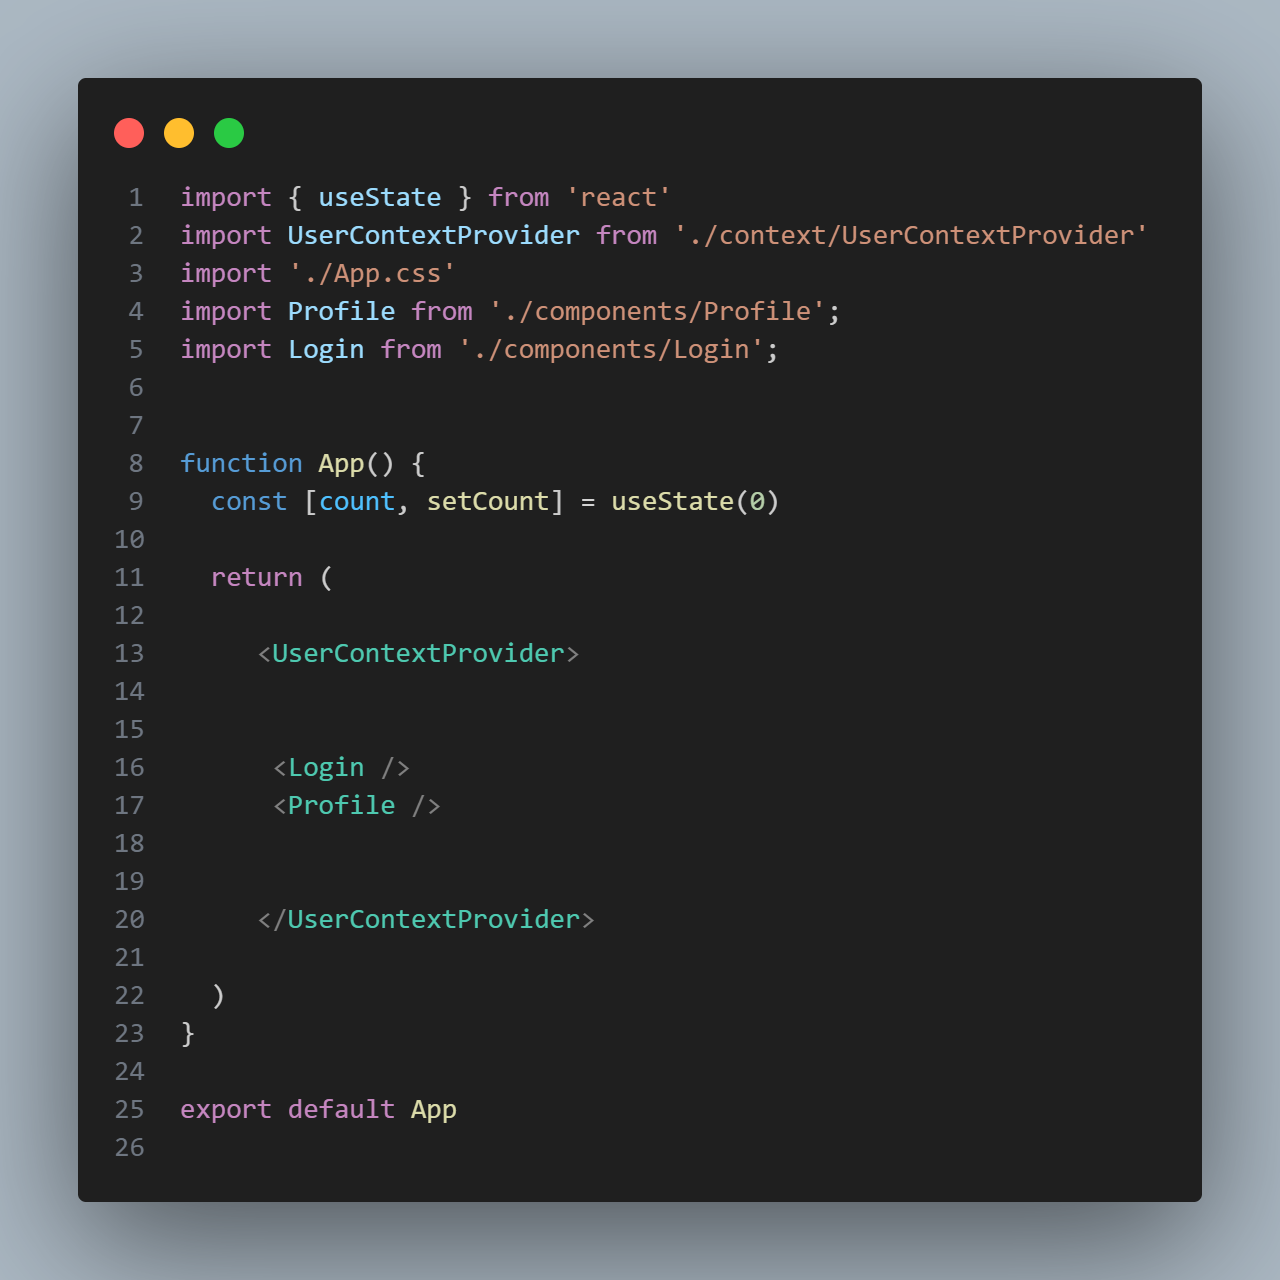 1 import { useState } from 'react'
2 import UserContextProvider from './context/UserContextProvider'
3 import './App.css'
4 import Profile from './components/Profile';
5 import Login from './components/Login';
6
7
8 function App() {
9   const [count, setCount] = useState(0)
10
11   return (
12
13      <UserContextProvider>
14
15
16       <Login />
17       <Profile />
18
19
20      </UserContextProvider>
21
22   )
23 }
24
25 export default App
26